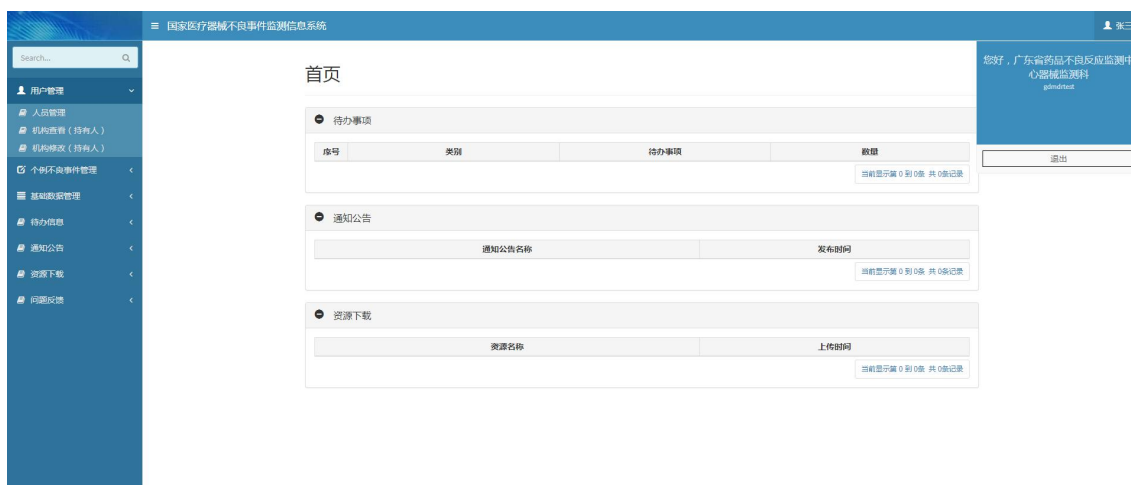 国家医疗器械不良事件监测信息系统
张三
Search...
用户管理
人员管理
机构查看（持有人）
机构修改（持有人）
个例不良事件管理
基础数据管理
待办信息
通知公告
资源下载
问题反馈
首页
待办事项
序号 类别 待办事项 数量
当前显示第 0 到 0条 共 0条记录
通知公告
通知公告名称 发布时间
当前显示第 0 到 0条 共 0条记录
资源下载
资源名称 上传时间
当前显示第 0 到 0条 共 0条记录
您好，广东省药品不良反应监测中
心器械监测科
gdmdrtest
退出